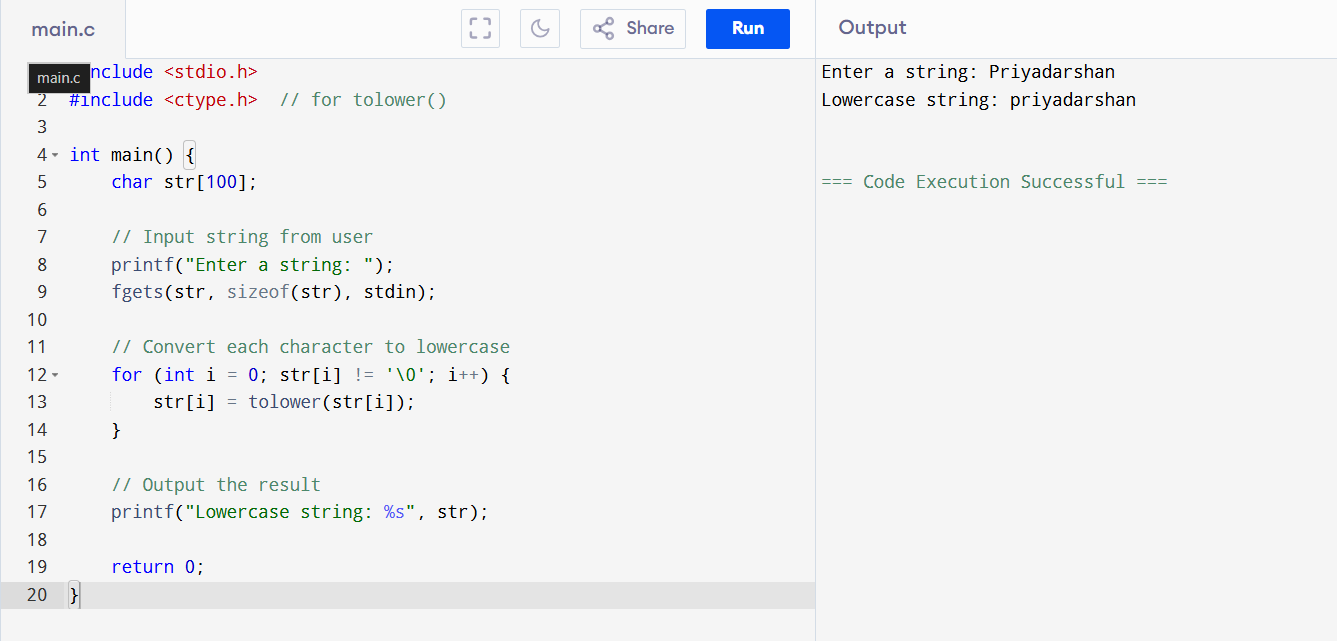 main.c
Share
Run
Output
main.c
nclude <stdio.h>
2 #include <ctype.h>  // for tolower()
3
4 int main() {
5     char str[100];
6
7     // Input string from user
8     printf("Enter a string: ");
9     fgets(str, sizeof(str), stdin);
10
11     // Convert each character to lowercase
12     for (int i = 0; str[i] != '\0'; i++) {
13         str[i] = tolower(str[i]);
14     }
15
16     // Output the result
17     printf("Lowercase string: %s", str);
18
19     return 0;
20 }
Enter a string: Priyadarshan
Lowercase string: priyadarshan
=== Code Execution Successful ===